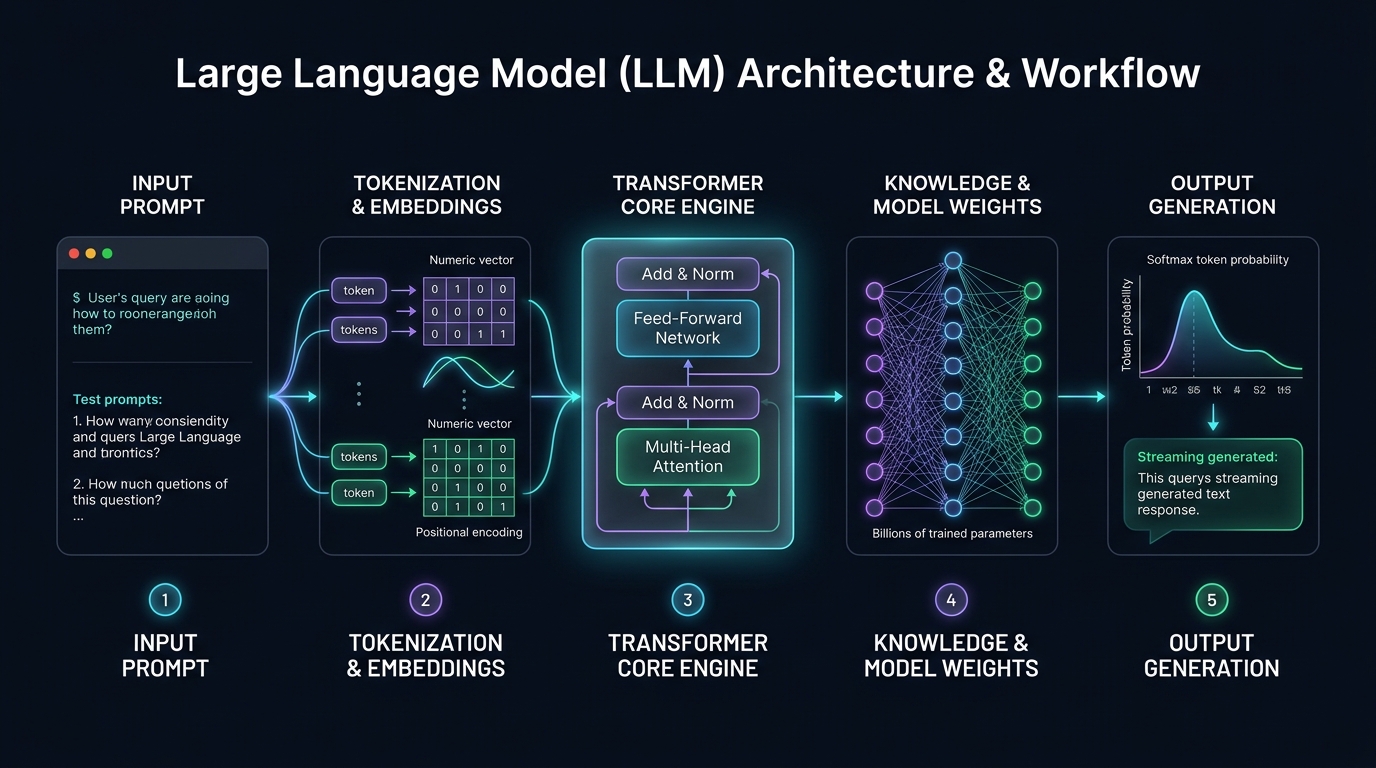 Large Language Model (LLM) Architecture & Workflow
INPUT
PROMPT
$ User's query are
how to
them?
Test prompts:
1. How
and quers Large Language
and
2. How nuch quetions of
this question?
...
TOKENIZATION
& EMBEDDINGS
token
tokens
tokens
token
Numeric vector
0 1 0 0
0 0 0 0
0 0 1 1
Numeric vector
1 0 1 0
0 0 0 0
0 1 0 0
0 1 0 1
Positional encoding
TRANSFORMER
CORE ENGINE
Add & Norm
Feed-Forward
Network
Add & Norm
Multi-Head
Attention
KNOWLEDGE &
MODEL WEIGHTS
Billions of trained parameters
OUTPUT
GENERATION
Softmax token probability
Token probability
1 tk S2
Streaming generated:
This querys streaming
generated text
response.
1
INPUT
PROMPT
2
TOKENIZATION
& EMBEDDINGS
3
TRANSFORMER
CORE ENGINE
4
KNOWLEDGE &
MODEL WEIGHTS
5
OUTPUT
GENERATION